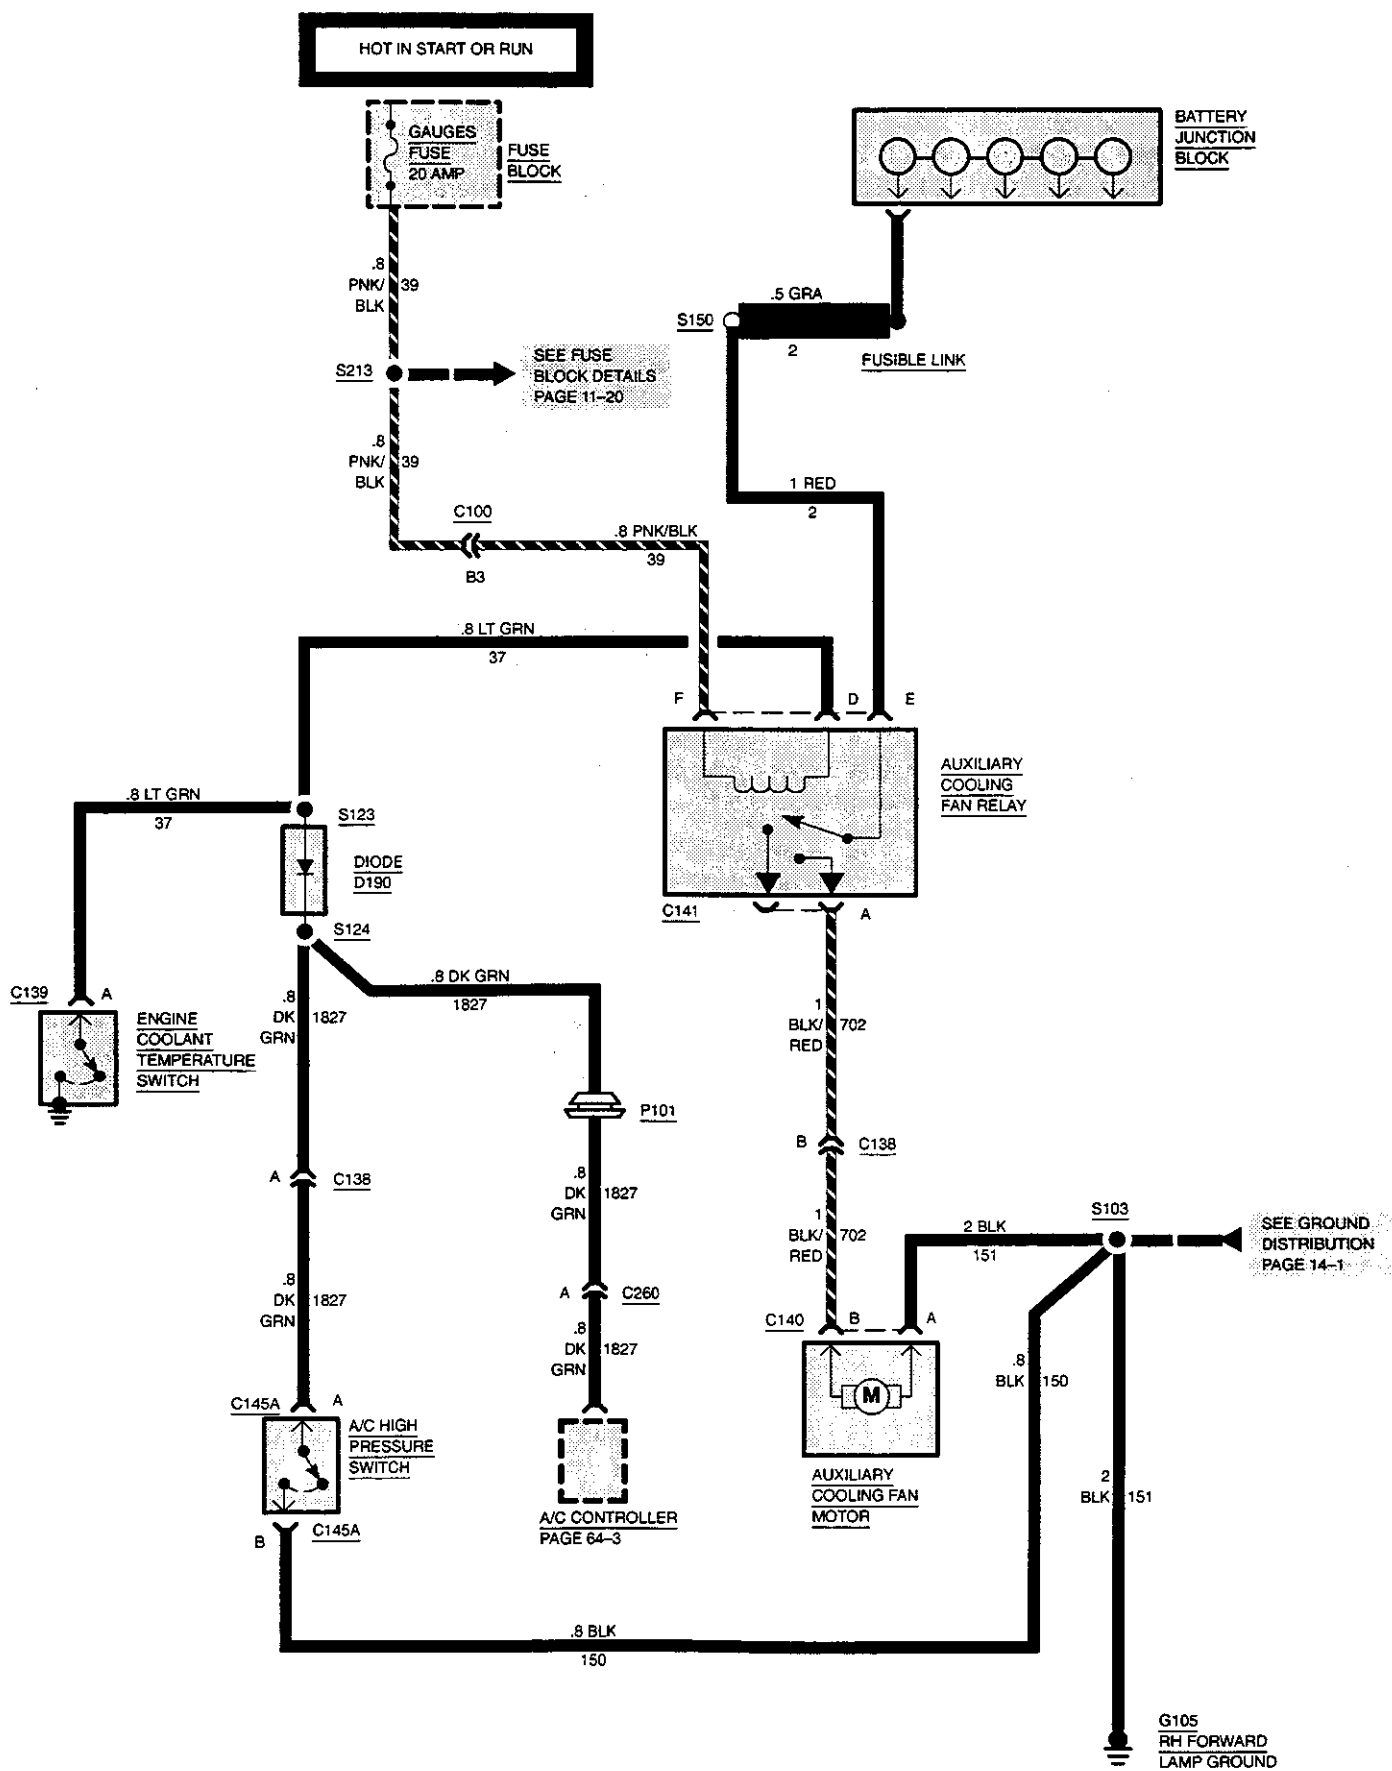 HOT IN START OR RUN
GAUGES
FUSE
20 AMP
FUSE
BLOCK
BATTERY
JUNCTION
BLOCK
.8
PNK/
BLK
39
.5 GRA
2
S150
FUSIBLE LINK
S213
SEE FUSE
BLOCK DETAILS
PAGE 11–20
.8
PNK/
BLK
39
1 RED
2
C100
B3
.8 PNK/BLK
39
.8 LT GRN
37
F
D
E
AUXILIARY
COOLING
FAN RELAY
.8 LT GRN
37
S123
DIODE
D190
C141
A
S124
.8 DK GRN
1827
C139
A
ENGINE
COOLANT
TEMPERATURE
SWITCH
.8
DK
GRN
1827
1
BLK/
RED
702
P101
B
C138
A
C138
.8
DK
GRN
1827
1
BLK/
RED
702
2 BLK
151
S103
SEE GROUND
DISTRIBUTION
PAGE 14–1
.8
DK
GRN
1827
A
C260
C140
B
A
.8
DK
GRN
1827
.8
BLK
150
C145A
A
A/C HIGH
PRESSURE
SWITCH
M
AUXILIARY
COOLING FAN
MOTOR
2
BLK
151
A/C CONTROLLER
PAGE 64–3
B
C145A
.8 BLK
150
G105
RH FORWARD
LAMP GROUND